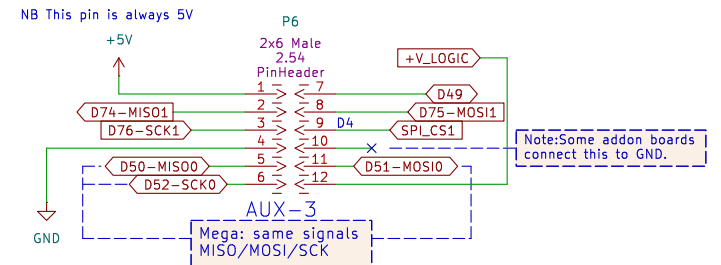 NB This pin is always 5V
P6
+5V
2x6 Male
2.54
PinHeader
+V_LOGIC
1 7 D49
D74-MISO1 2 8 D75-MOSI1
D76-SCK1 3 9 D4 SPI_CS1
4 10
Note:Some addon boards
connect this to GND.
D50-MISO0 5 11 D51-MOSI0
D52-SCK0 6 12
AUX-3
GND
Mega: same signals
MISO/MOSI/SCK